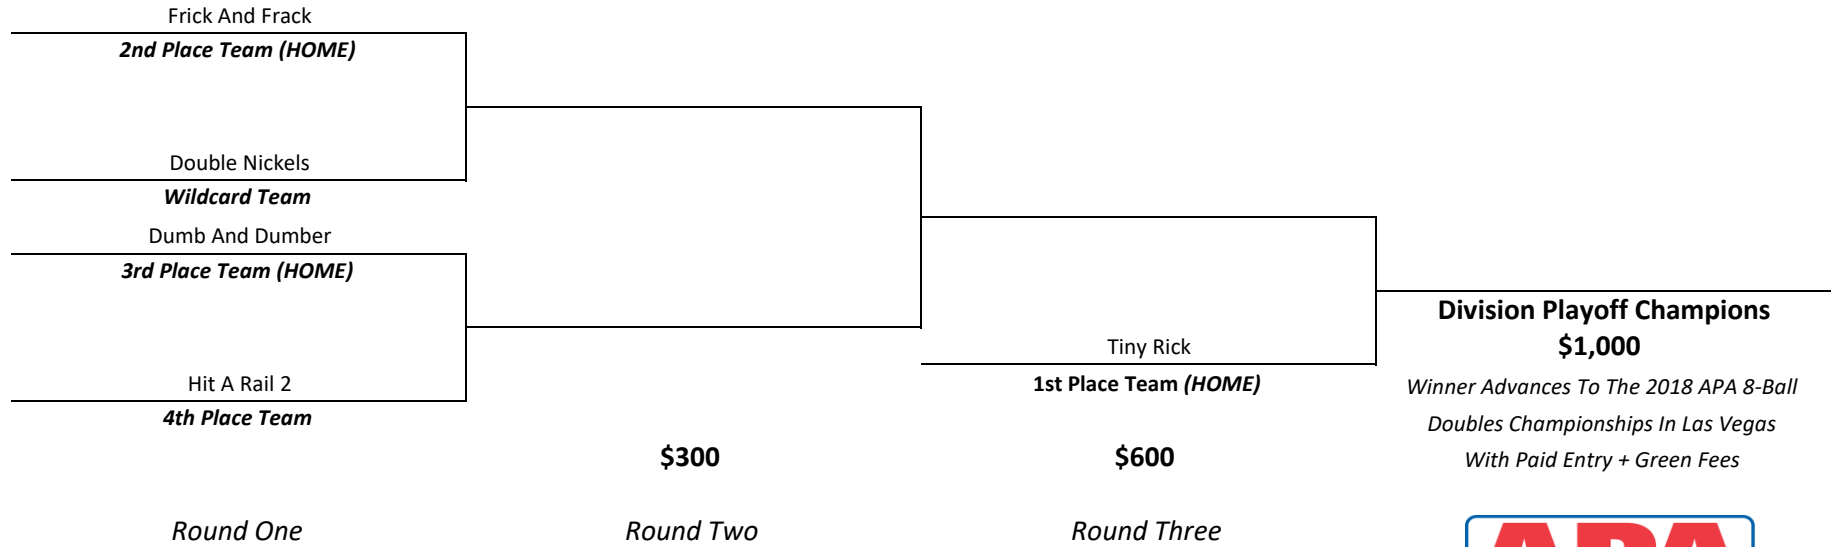 Frick And Frack
2nd Place Team (HOME)
Double Nickels
Wildcard Team
Dumb And Dumber
3rd Place Team (HOME)
Hit A Rail 2
4th Place Team
Tiny Rick
1st Place Team (HOME)
Division Playoff Champions
$1,000
Winner Advances To The 2018 APA 8-Ball
Doubles Championships In Las Vegas
With Paid Entry + Green Fees
$300
$600
Round One
Round Two
Round Three
APA